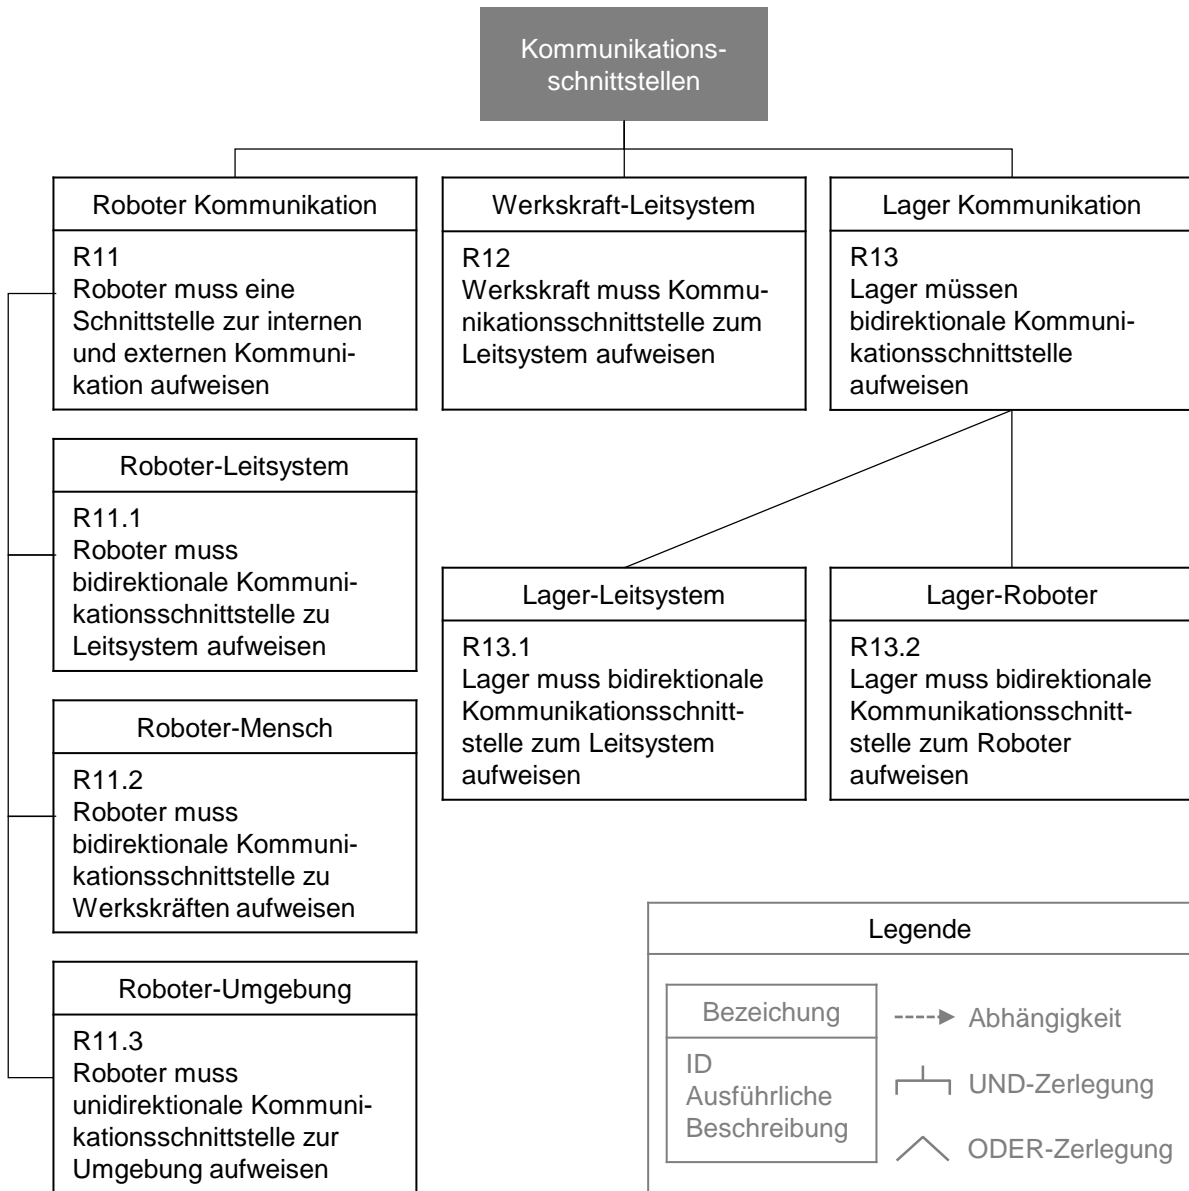 Kommunikations-
schnittstellen
Roboter Kommunikation
R11
Roboter muss eine
Schnittstelle zur internen
und externen Kommuni-
kation aufweisen
Werkskraft-Leitsystem
R12
Werkskraft muss Kommu-
nikationsschnittstelle zum
Leitsystem aufweisen
Lager Kommunikation
R13
Lager müssen
bidirektionale Kommuni-
kationsschnittstelle
aufweisen
Roboter-Leitsystem
R11.1
Roboter muss
bidirektionale Kommuni-
kationsschnittstelle zu
Leitsystem aufweisen
Lager-Leitsystem
R13.1
Lager muss bidirektionale
Kommunikationsschnitt-
stelle zum Leitsystem
aufweisen
Lager-Roboter
R13.2
Lager muss bidirektionale
Kommunikationsschnitt-
stelle zum Roboter
aufweisen
Roboter-Mensch
R11.2
Roboter muss
bidirektionale Kommuni-
kationsschnittstelle zu
Werkskräften aufweisen
Roboter-Umgebung
R11.3
Roboter muss
unidirektionale Kommuni-
kationsschnittstelle zur
Umgebung aufweisen
Legende
Bezeichung
ID
Ausführliche
Beschreibung
Abhängigkeit
UND-Zerlegung
ODER-Zerlegung